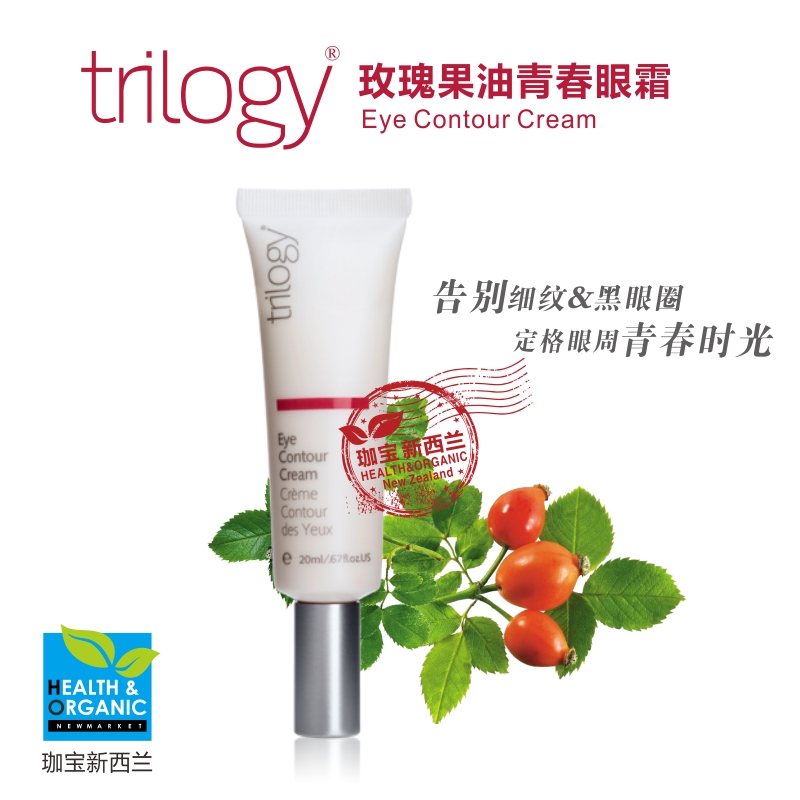 trilogy®
玫瑰果油青春眼霜
Eye Contour Cream
告别细纹&黑眼圈
定格眼周青春时光
trilogy®
Eye
Contour
Cream
Crème
Contour
des Yeux
e 20ml/.67fl.oz.US
珈宝新西兰
HEALTH&ORGANIC
New Zealand
HEALTH &
ORGANIC
NEWMARKET
珈宝新西兰